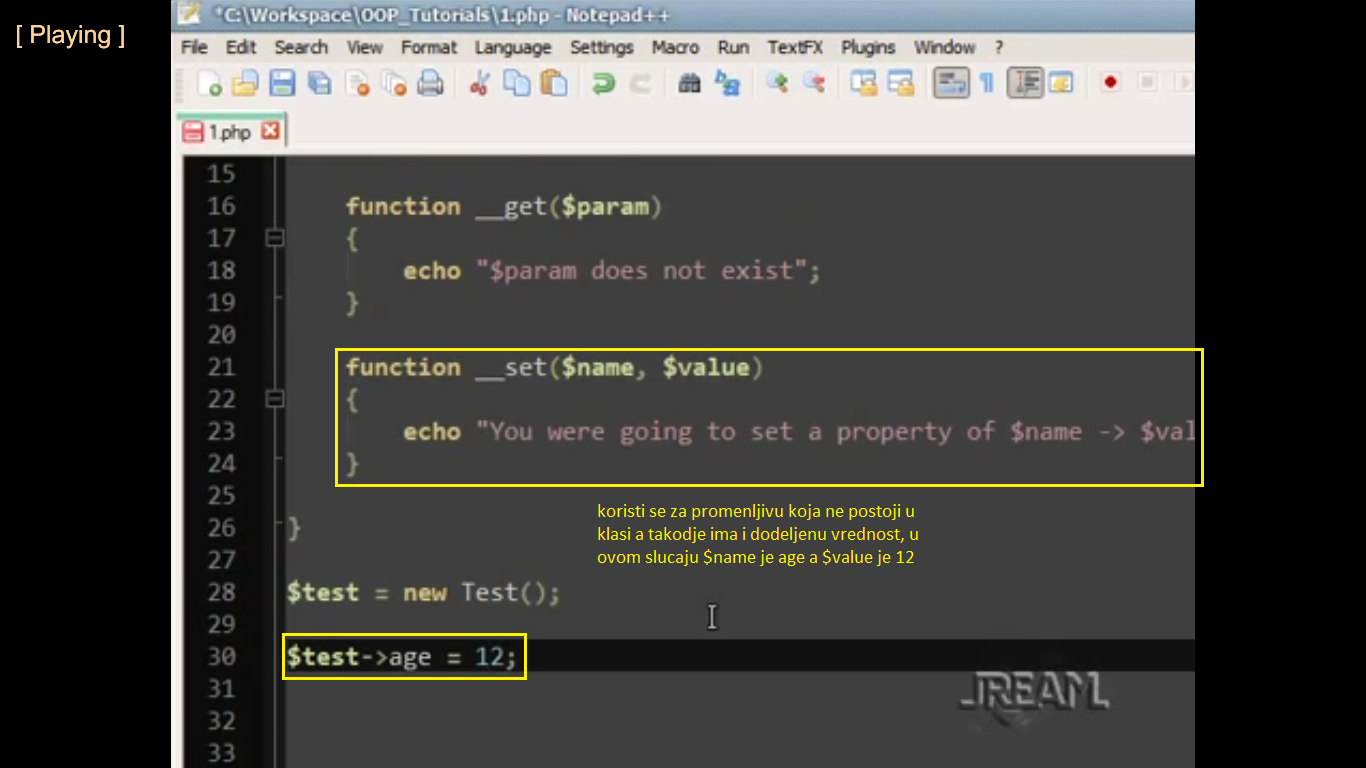 [ Playing ]
*C:\Workspace\OOP_Tutorials\1.php - Notepad++
File Edit Search View Format Language Settings Macro Run TextFX Plugins Window ?
1.php
15
16 function __get($param)
17 {
18 echo "$param does not exist";
19 }
20
21 function __set($name, $value)
22 {
23 echo "You were going to set a property of $name -> $val
24 }
25
koristi se za promenljivu koja ne postoji u
klasi a takodje ima i dodeljenu vrednost, u
26 }
ovom slucaju $name je age a $value je 12
27
28 $test = new Test();
29
30 $test->age = 12;
31
32
33